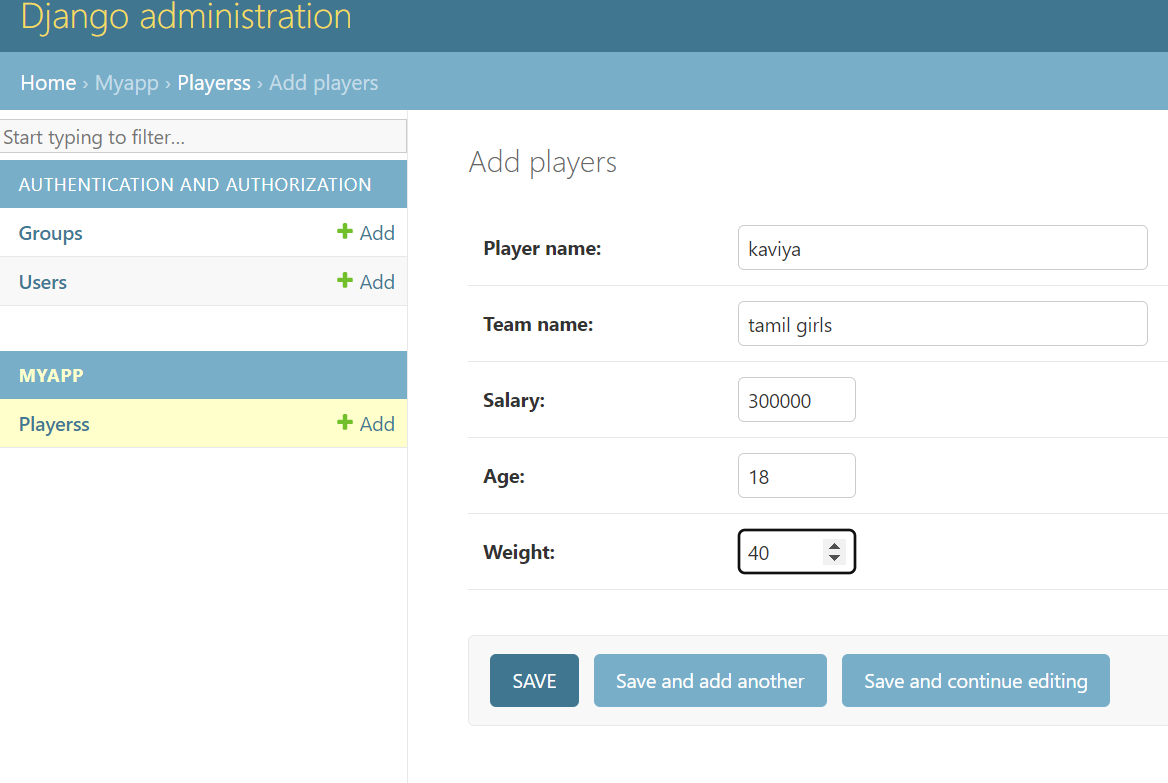 Django administration
Home › Myapp › Playerss › Add players
Start typing to filter...
AUTHENTICATION AND AUTHORIZATION
Groups + Add
Users + Add
MYAPP
Playerss + Add
Add players
Player name: kaviya
Team name: tamil girls
Salary: 300000
Age: 18
Weight: 40
SAVE Save and add another Save and continue editing